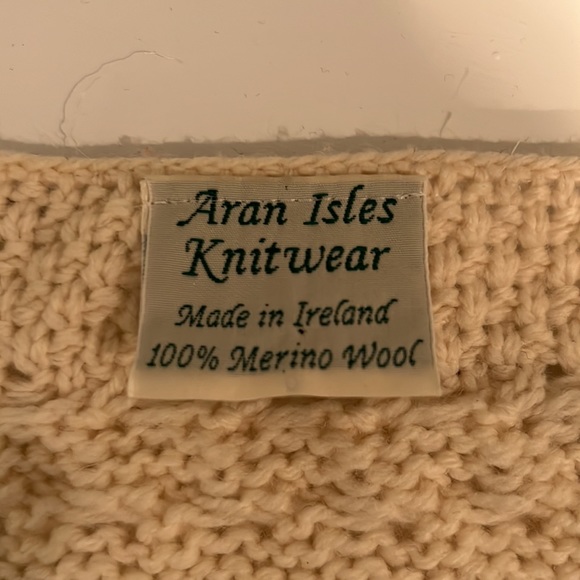 Aran Isles
Knitwear
Made in Ireland
100% Merino Wool